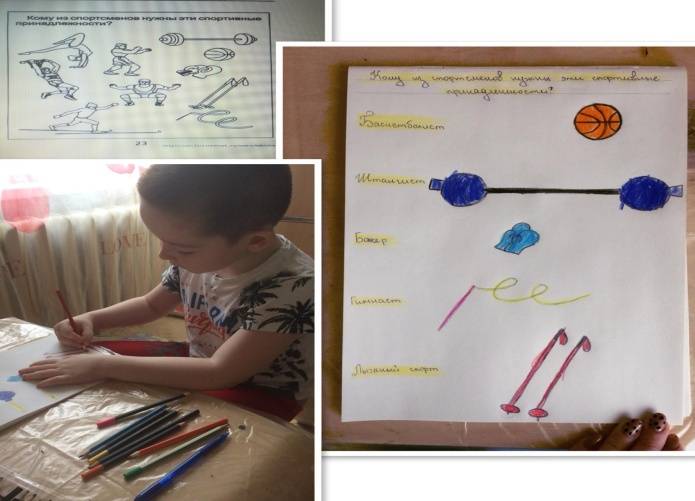 Кому из спортсменов нужны эти спортивные
принадлежности?
23
Кому из спортсменов нужны эти спортивные
принадлежности?
Баскетболист
Штангист
Боксер
Гимнаст
Лыжный спорт
LOVE